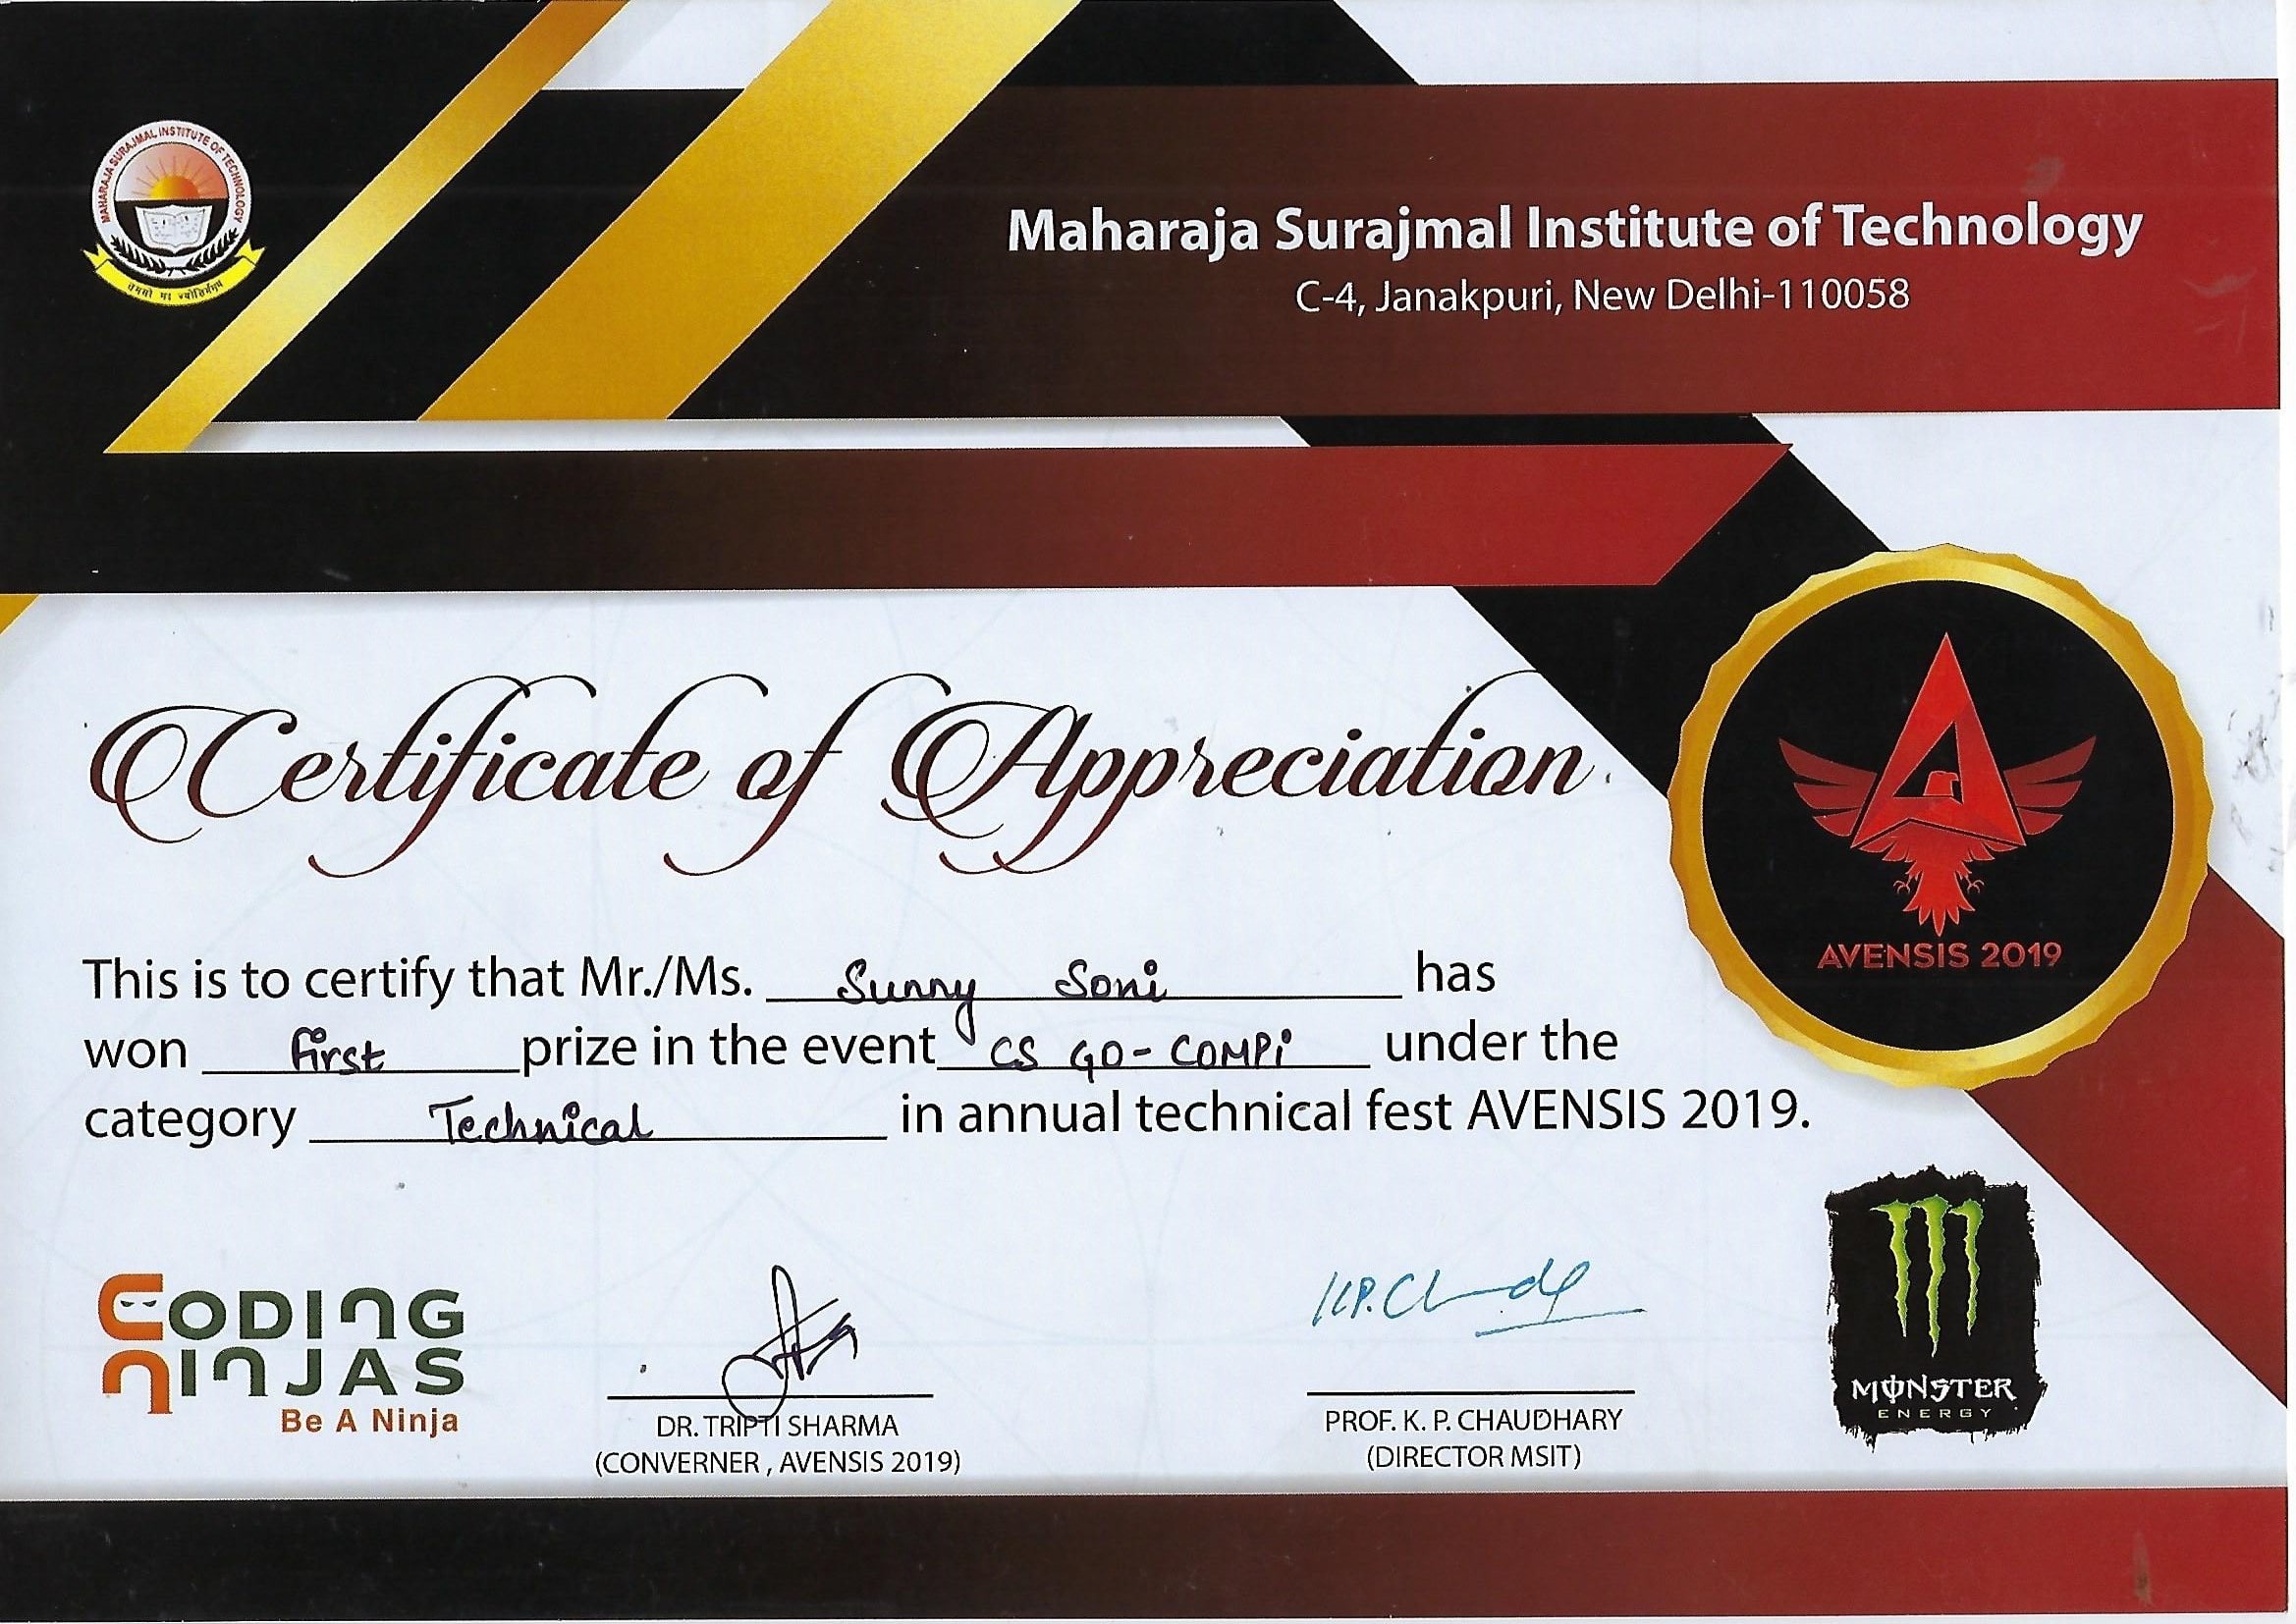 MAHARAJA SURAJMAL INSTITUTE OF TECHNOLOGY
तमसो मा ज्योतिर्गमय
Maharaja Surajmal Institute of Technology
C-4, Janakpuri, New Delhi-110058
Certificate of Appreciation
AVENSIS 2019
This is to certify that Mr./Ms. Sunny Soni has
won first prize in the event CS GO-COMPi under the
category Technical in annual technical fest AVENSIS 2019.
CODING
NINJAS
Be A Ninja
K.P. Chaudhary
DR. TRIPTI SHARMA
(CONVERNER , AVENSIS 2019)
PROF. K. P. CHAUDHARY
(DIRECTOR MSIT)
MONSTER
ENERGY